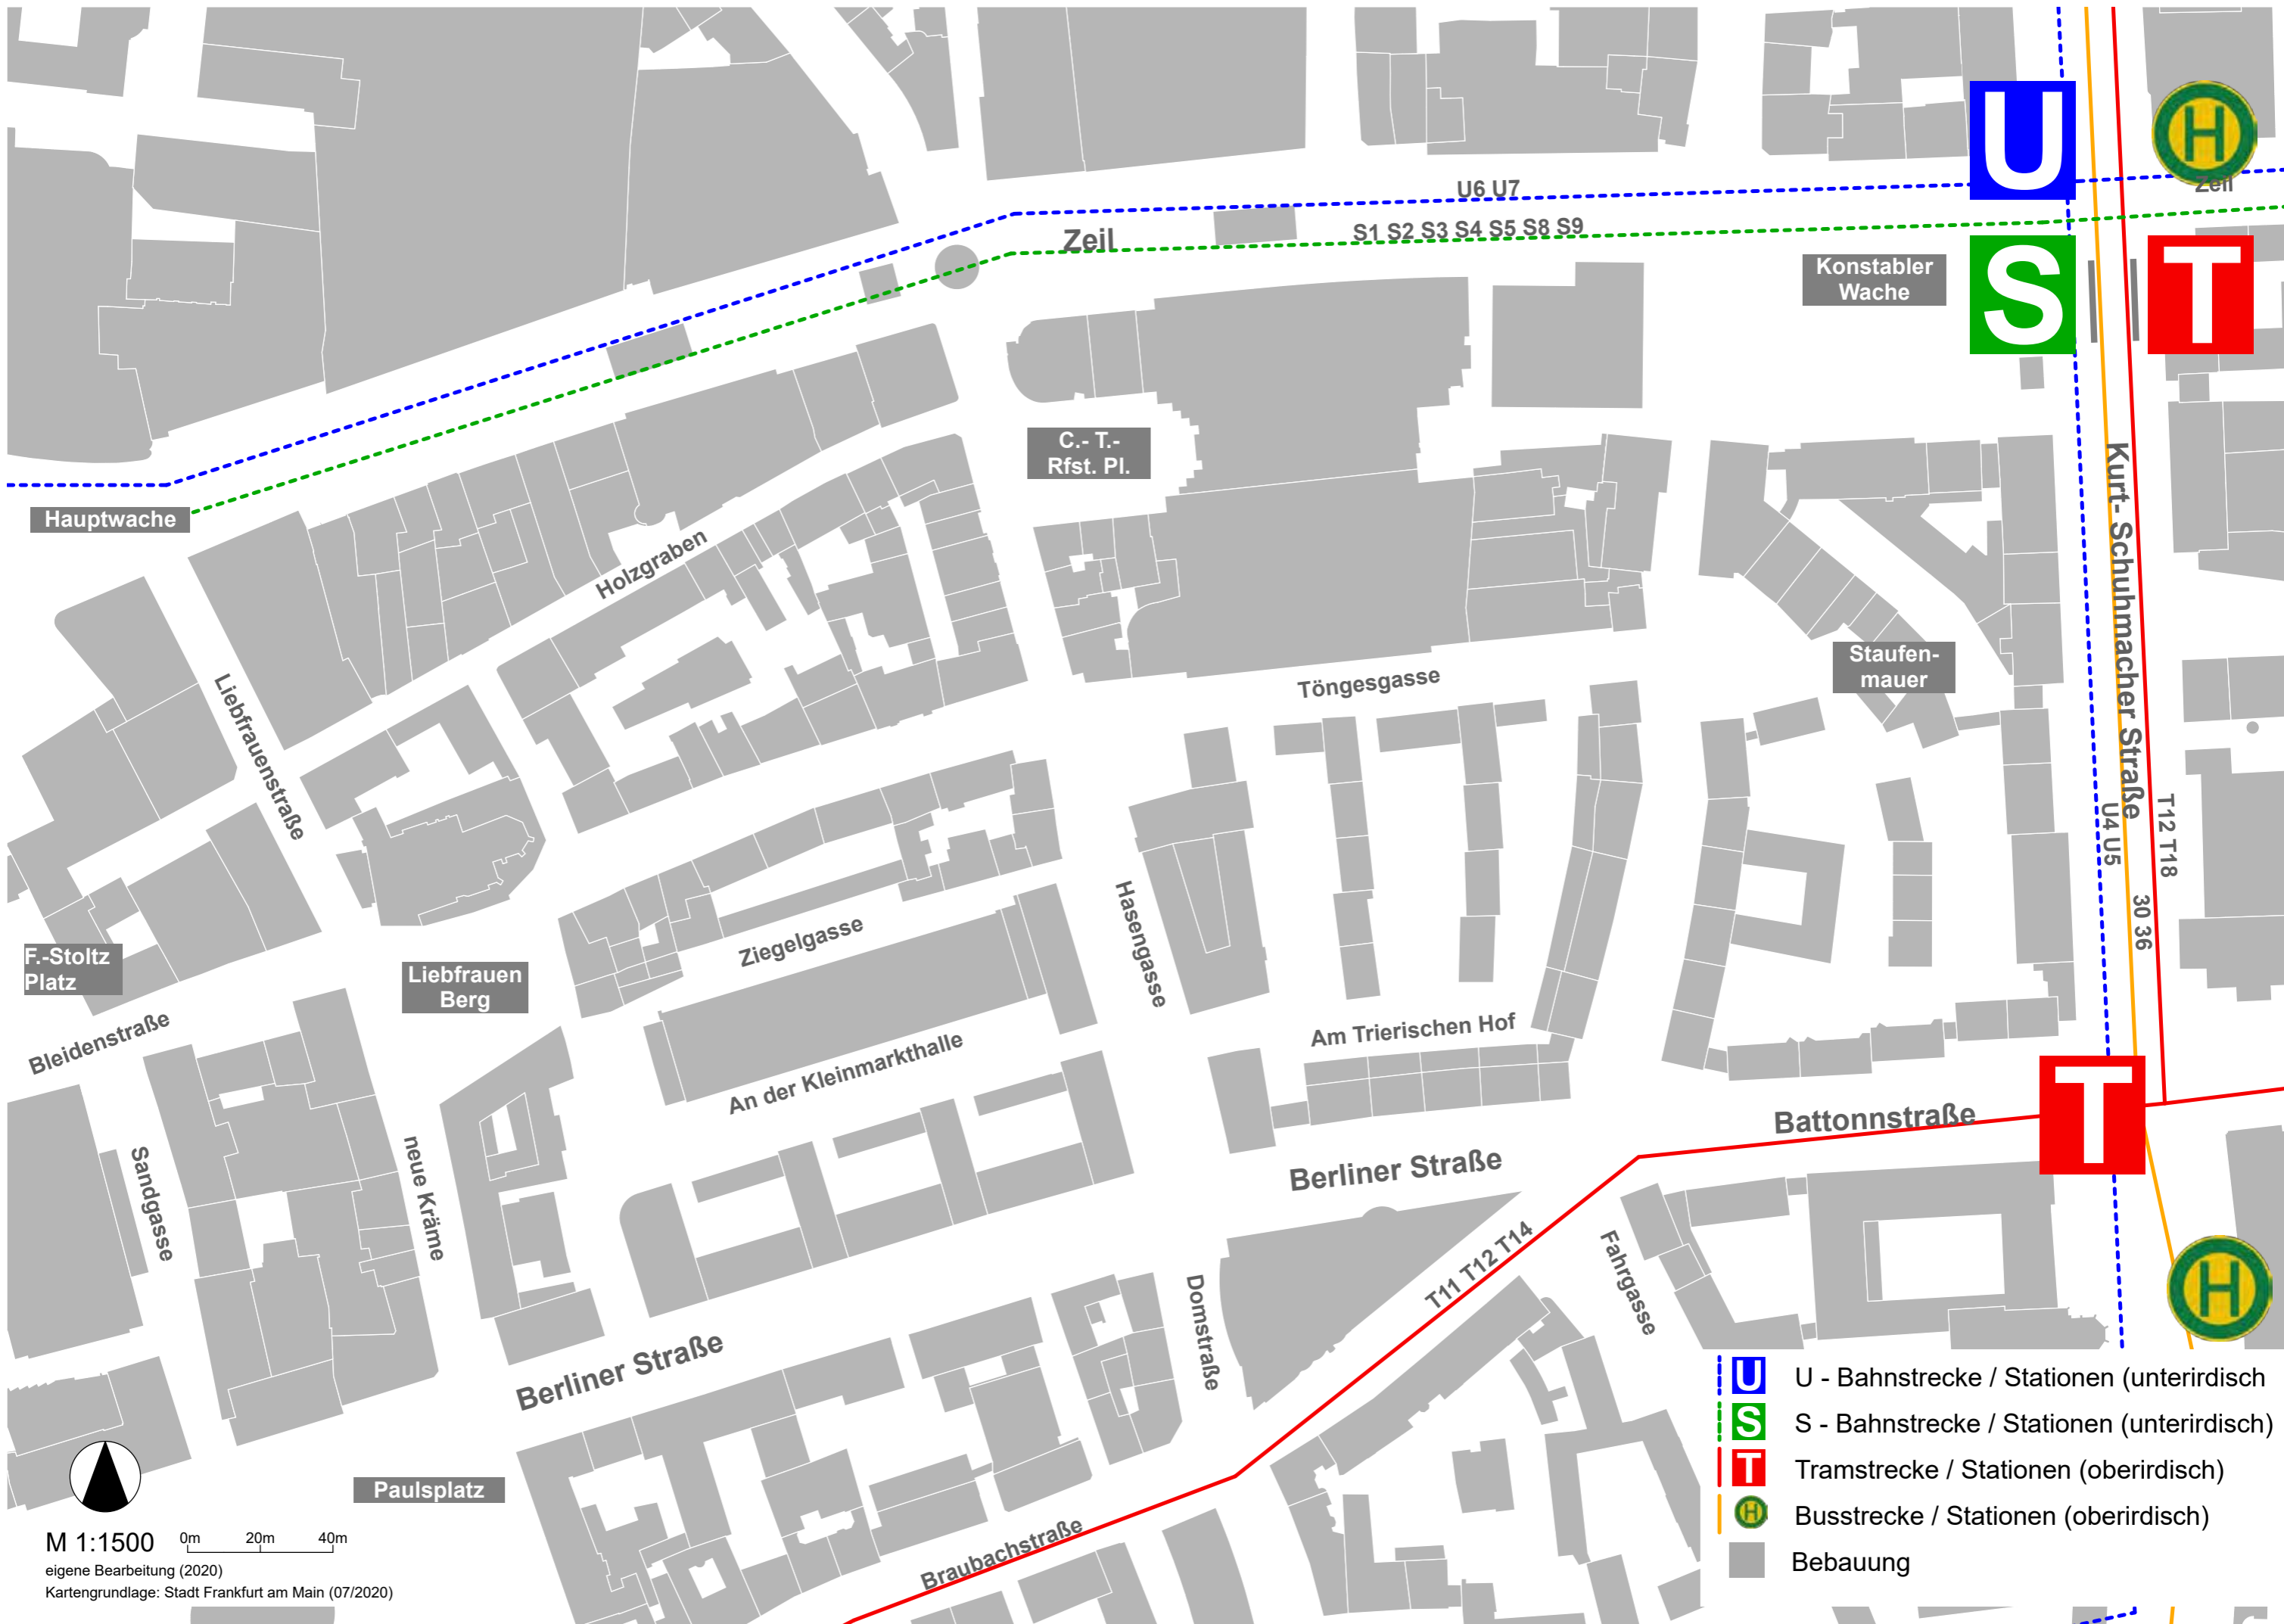 U
H
U6 U7
Zeil
S1 S2 S3 S4 S5 S8 S9
Zeil
Konstabler
Wache
S
T
C.- T.-
Rfst. Pl.
Hauptwache
Holzgraben
Kurt- Schuhmacher Straße
Staufen-
mauer
Töngesgasse
Liebfrauenstraße
U4 U5
T12 T18
30 36
Hasengasse
Ziegelgasse
F.-Stoltz
Platz
Liebfrauen
Berg
Bleidenstraße
Am Trierischen Hof
An der Kleinmarkthalle
Battonnstraße
T
Sandgasse
neue Kräme
Berliner Straße
T11 T12 T14
Fahrgasse
H
Domstraße
Berliner Straße
Paulsplatz
Braubachstraße
U U - Bahnstrecke / Stationen (unterirdisch
S S - Bahnstrecke / Stationen (unterirdisch)
T Tramstrecke / Stationen (oberirdisch)
H Busstrecke / Stationen (oberirdisch)
Bebauung
M 1:1500 0m 20m 40m
eigene Bearbeitung (2020)
Kartengrundlage: Stadt Frankfurt am Main (07/2020)